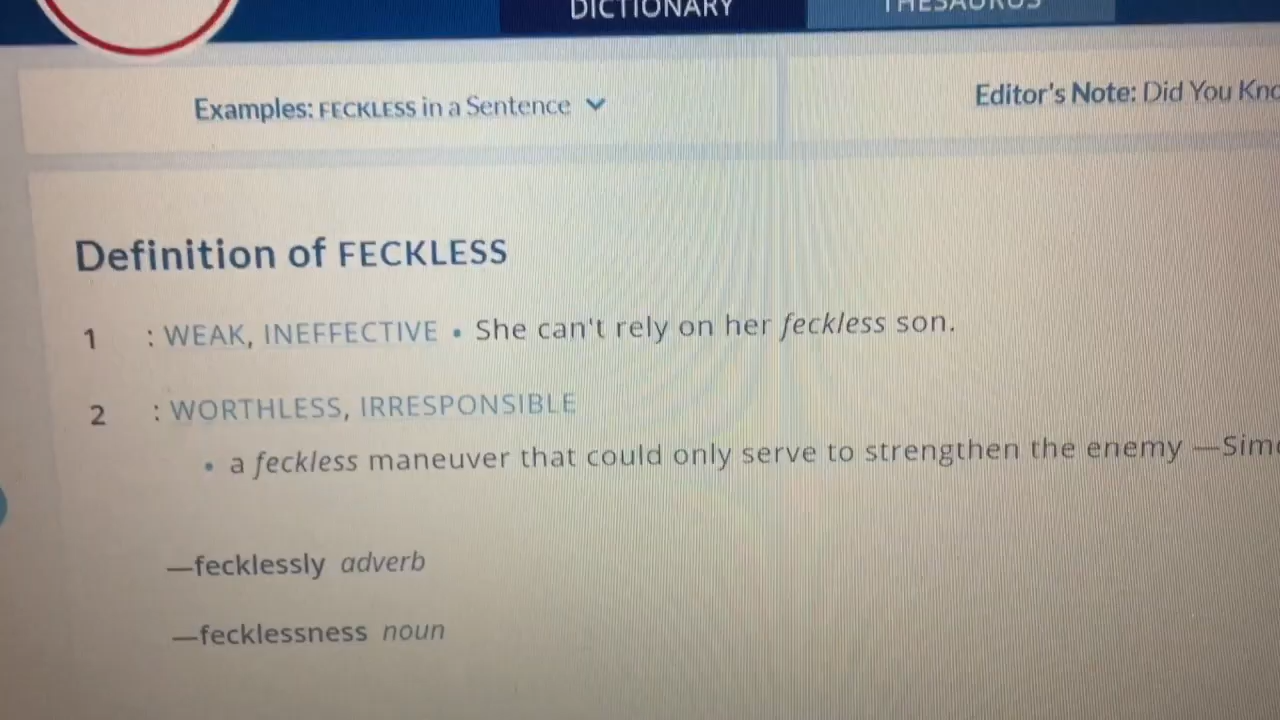 DICTIONARY THESAURUS
Examples: FECKLESS in a Sentence Editor's Note: Did You
Definition of FECKLESS
1 : WEAK, INEFFECTIVE • She can't rely on her feckless son.
2 : WORTHLESS, IRRESPONSIBLE
• a feckless maneuver that could only serve to strengthen the enemy —
—fecklessly adverb
—fecklessness noun